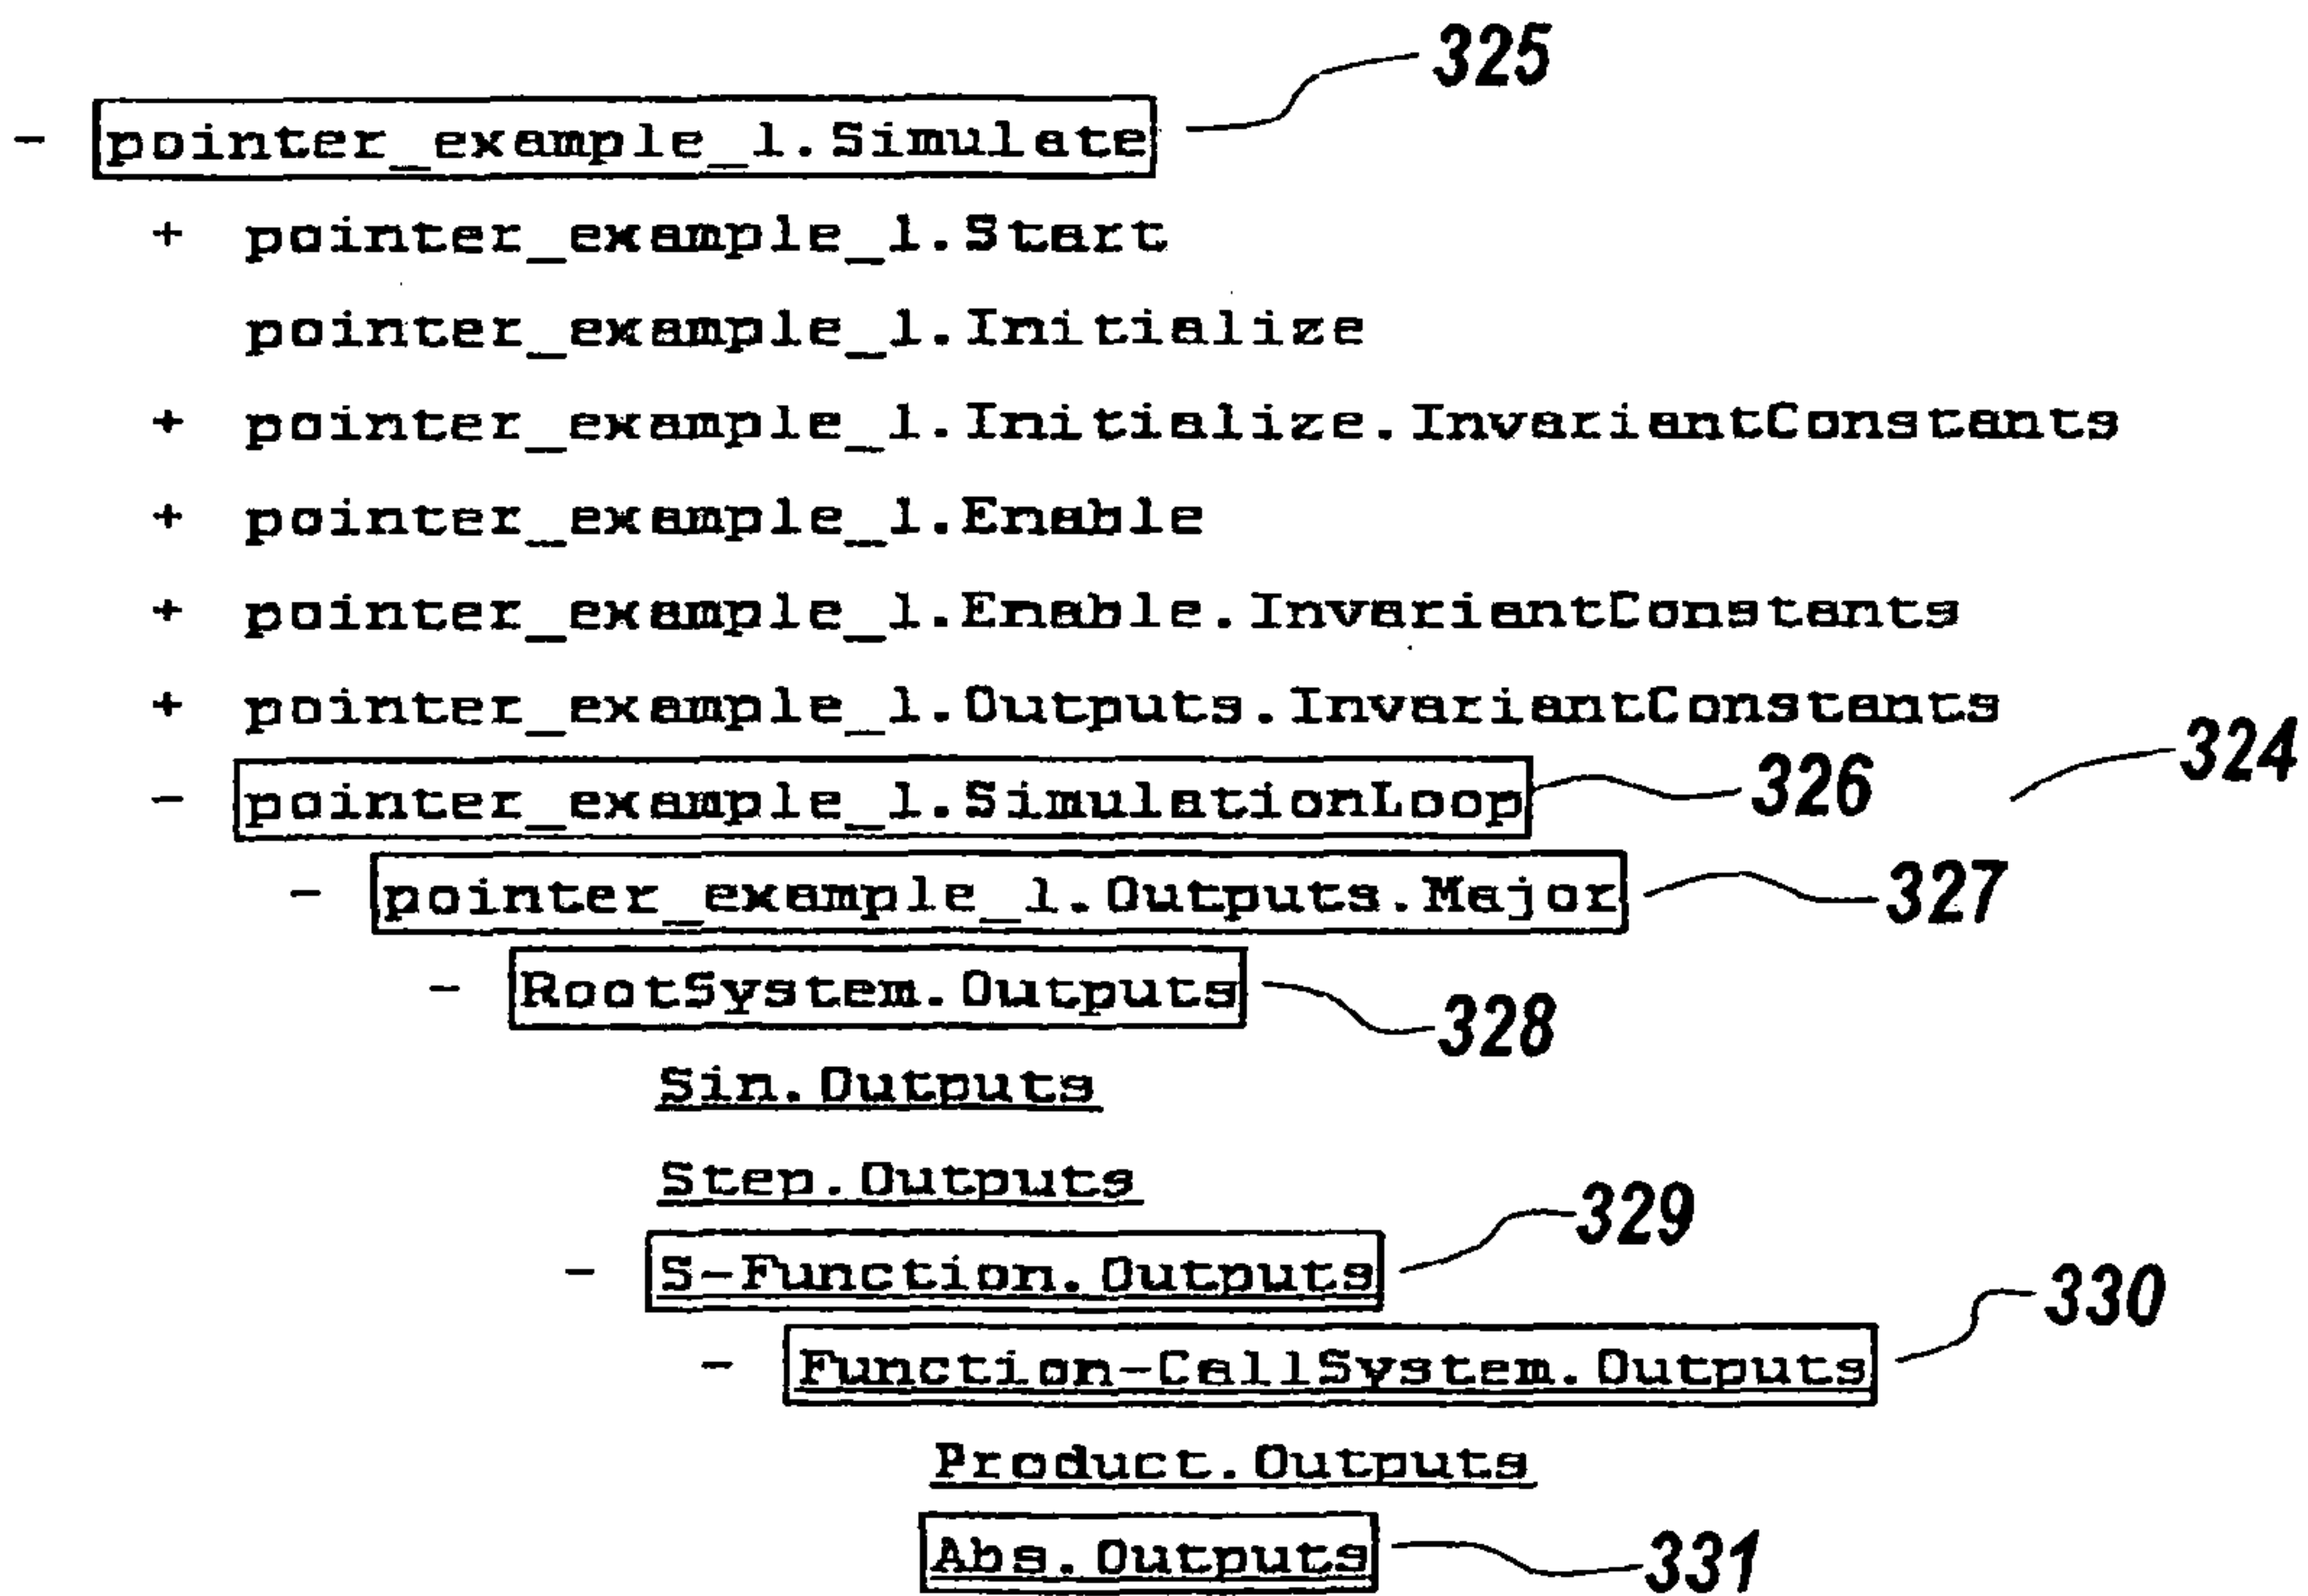 325
- pointer_example_1.Simulate
+ pointer_example_1.Start
pointer_example_1.Initialize
+ pointer_example_1.Initialize.InvariantConstants
+ pointer_example_1.Enable
+ pointer_example_1.Enable.InvariantConstants
+ pointer_example_1.Outputs.InvariantConstants
324
- pointer_example_1.SimulationLoop 326
- pointer_example_1.Outputs.Major 327
- RootSystem.Outputs 328
Sin.Outputs
Step.Outputs
- S-Function.Outputs 329
- Function-CallSystem.Outputs 330
Product.Outputs
Abs.Outputs 331